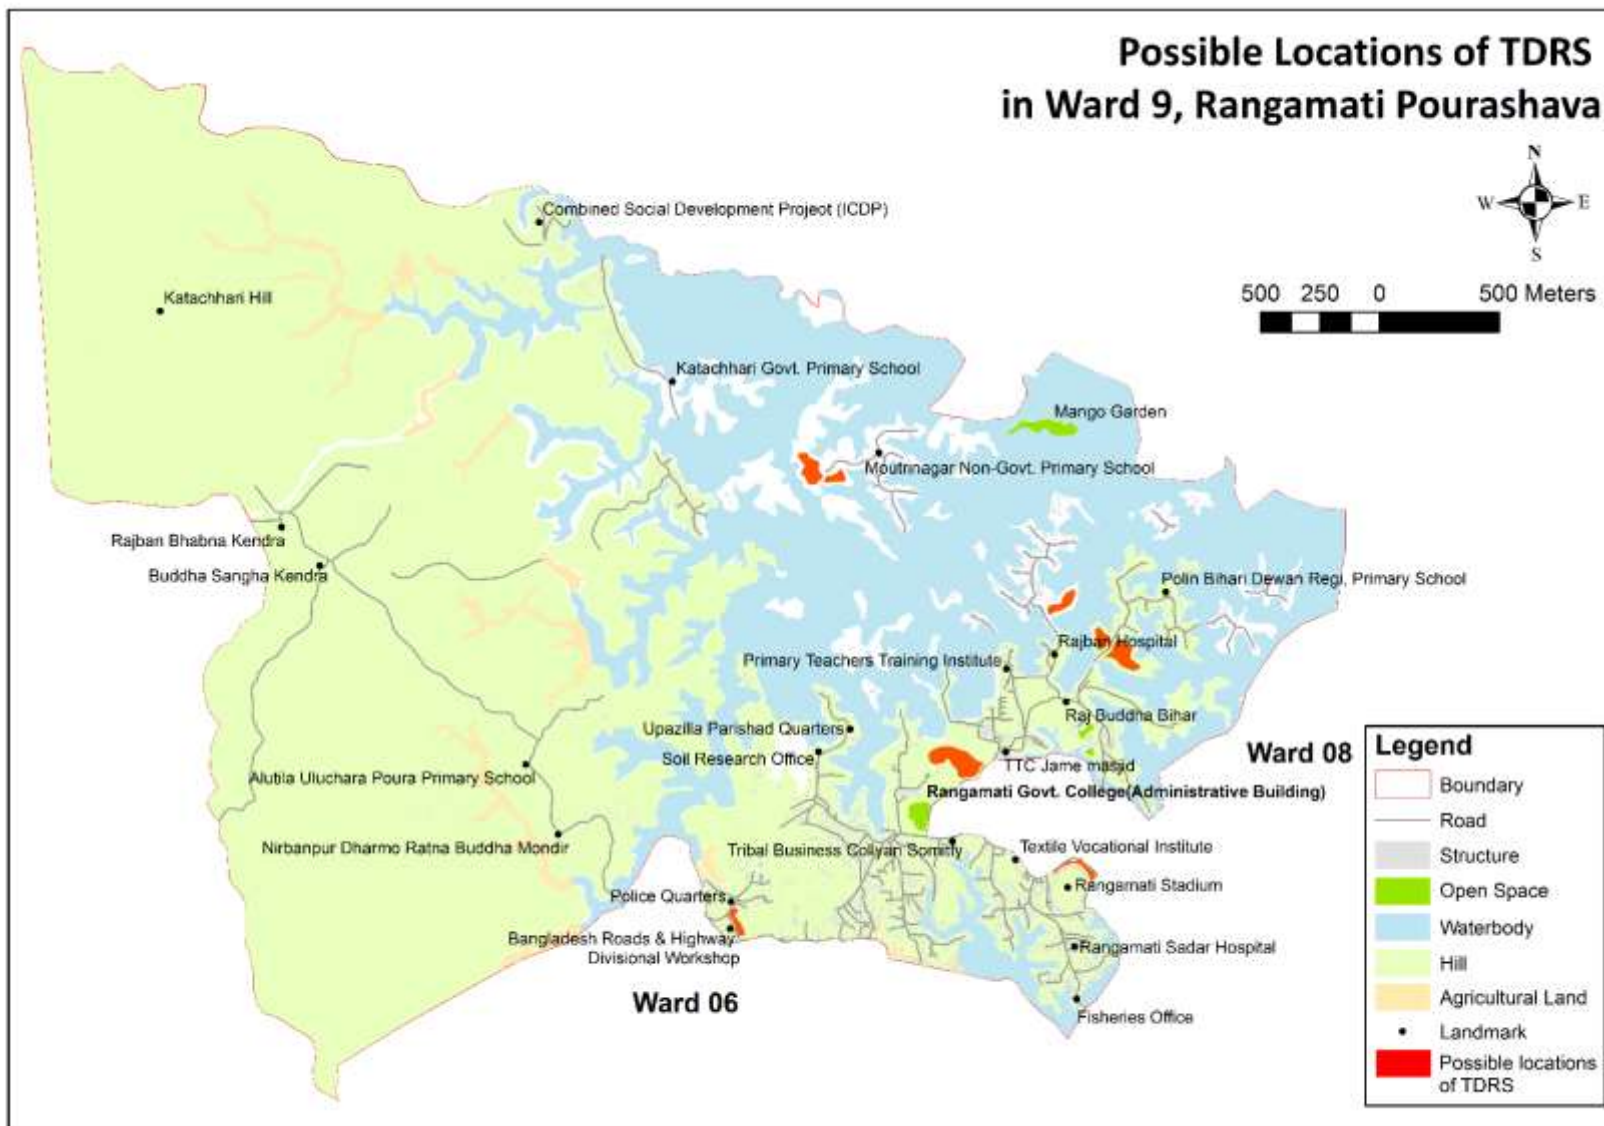 Possible Locations of TDRS
in Ward 9, Rangamati Pourashava
N
W
E
S
500 250 0 500 Meters
Combined Social Development Projeot (ICDP)
Katachhari Hill
Katachhari Govt. Primary School
Mango Garden
Moutrinagar Non-Govt. Primary School
Rajban Bhabna Kendra
Buddha Sangha Kendra
Polin Bihari Dewan Regi, Primary School
Rajban Hospital
Primary Teachers Training Institute
Raj Buddha Bihar
Upazilla Parishad Quarters
Soil Research Office
TTC Jame masjid
Ward 08
Alutila Uluchara Poura Primary School
Rangamati Govt. College(Administrative Building)
Nirbanpur Dharmo Ratna Buddha Mondir
Tribal Business Collyan Somitly
Textile Vocational Institute
Rangamati Stadium
Police Quarters
Bangladesh Roads & Highway
Divisional Workshop
Rangamati Sadar Hospital
Ward 06
Fisheries Office
Legend
Boundary
Road
Structure
Open Space
Waterbody
Hill
Agricultural Land
Landmark
Possible locations
of TDRS